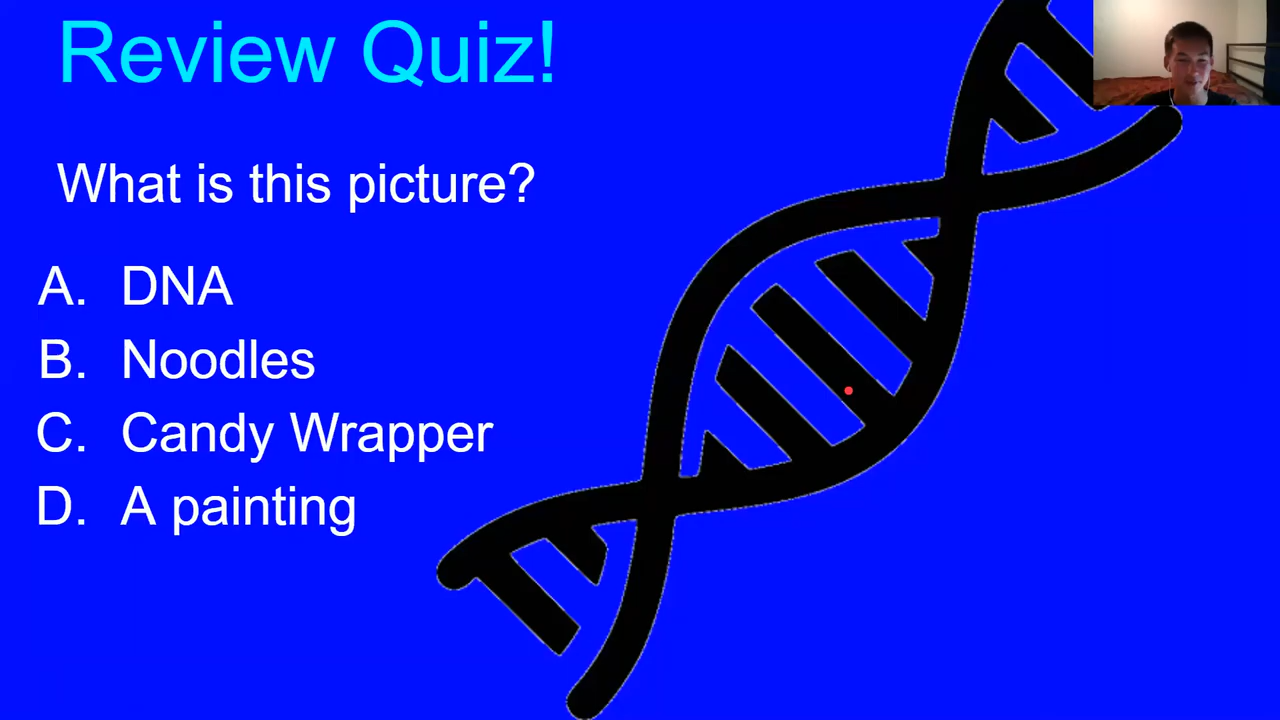 Review Quiz!
What is this picture?
A. DNA
B. Noodles
C. Candy Wrapper
D. A painting